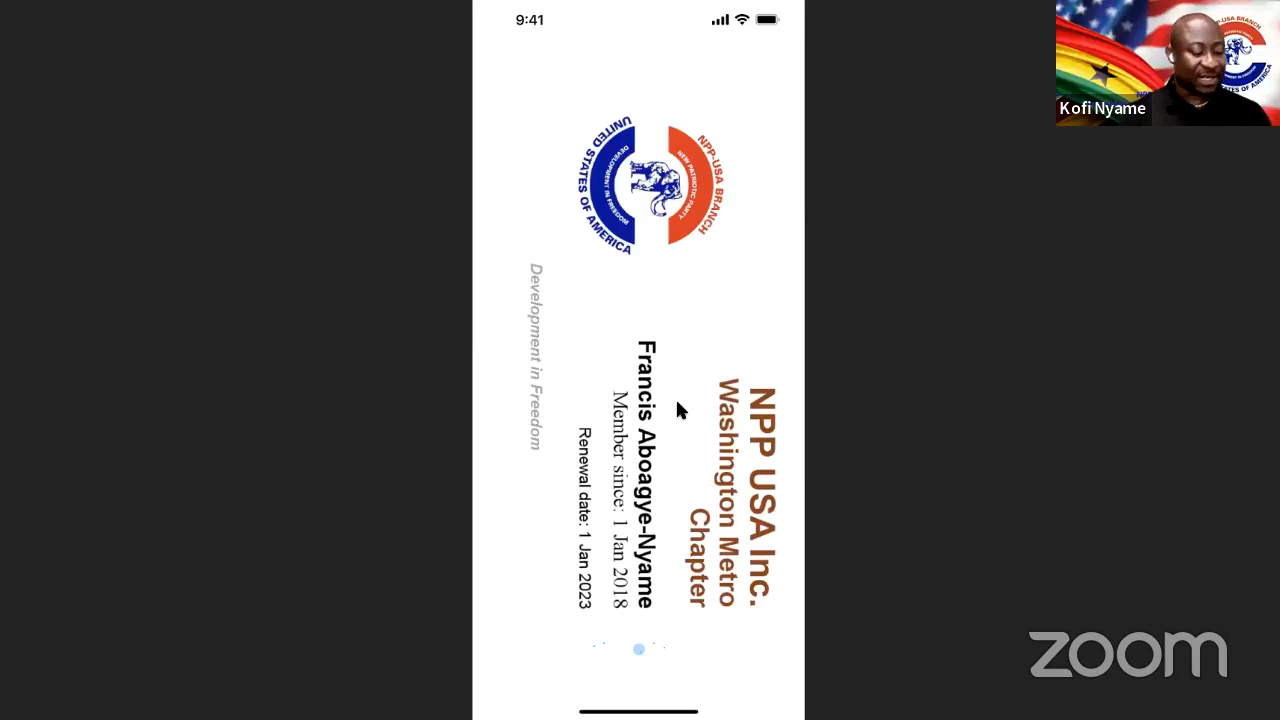 9:41
NPP-USA BRANCH
NEW PATRIOTIC PARTY
DEVELOPMENT IN FREEDOM
UNITED STATES OF AMERICA
NPP USA Inc.
Washington Metro
Chapter
Francis Aboagye-Nyame
Member since: 1 Jan 2018
Renewal date: 1 Jan 2023
Development in Freedom
Kofi Nyame
zoom